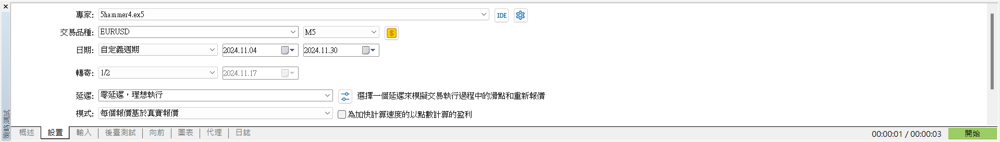 專家: 5hammer4.ex5 IDE
交易品種: EURUSD M5 $
日期: 自定義週期 2024.11.04 2024.11.30
轉寄: 1/2 2024.11.17
延遲: 零延遲，理想執行 選擇一個延遲來模擬交易執行過程中的滑點和重新報價
模式: 每個報價基於真實報價 為加快計算速度的以點數計算的盈利
策略測試
概述 設置 輸入 後臺測試 向前 圖表 代理 日誌 00:00:01 / 00:00:03 開始